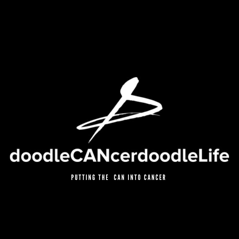 doodleCANcerdoodleLife
PUTTING THE CAN INTO CANCER